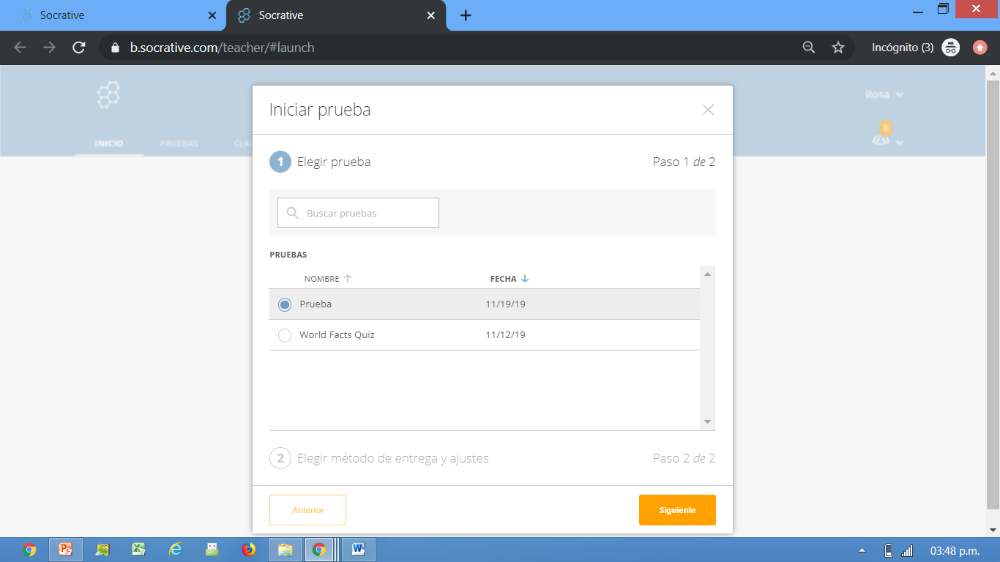 Socrative
Socrative
b.socrative.com/teacher/#launch
Incógnito (3)
Rosa
0
INICIO PRUEBAS
Iniciar prueba
1 Elegir prueba Paso 1 de 2
Buscar pruebas
PRUEBAS
NOMBRE FECHA
Prueba 11/19/19
World Facts Quiz 11/12/19
2 Elegir método de entrega y ajustes Paso 2 de 2
Anterior Siguiente
03:48 p.m.